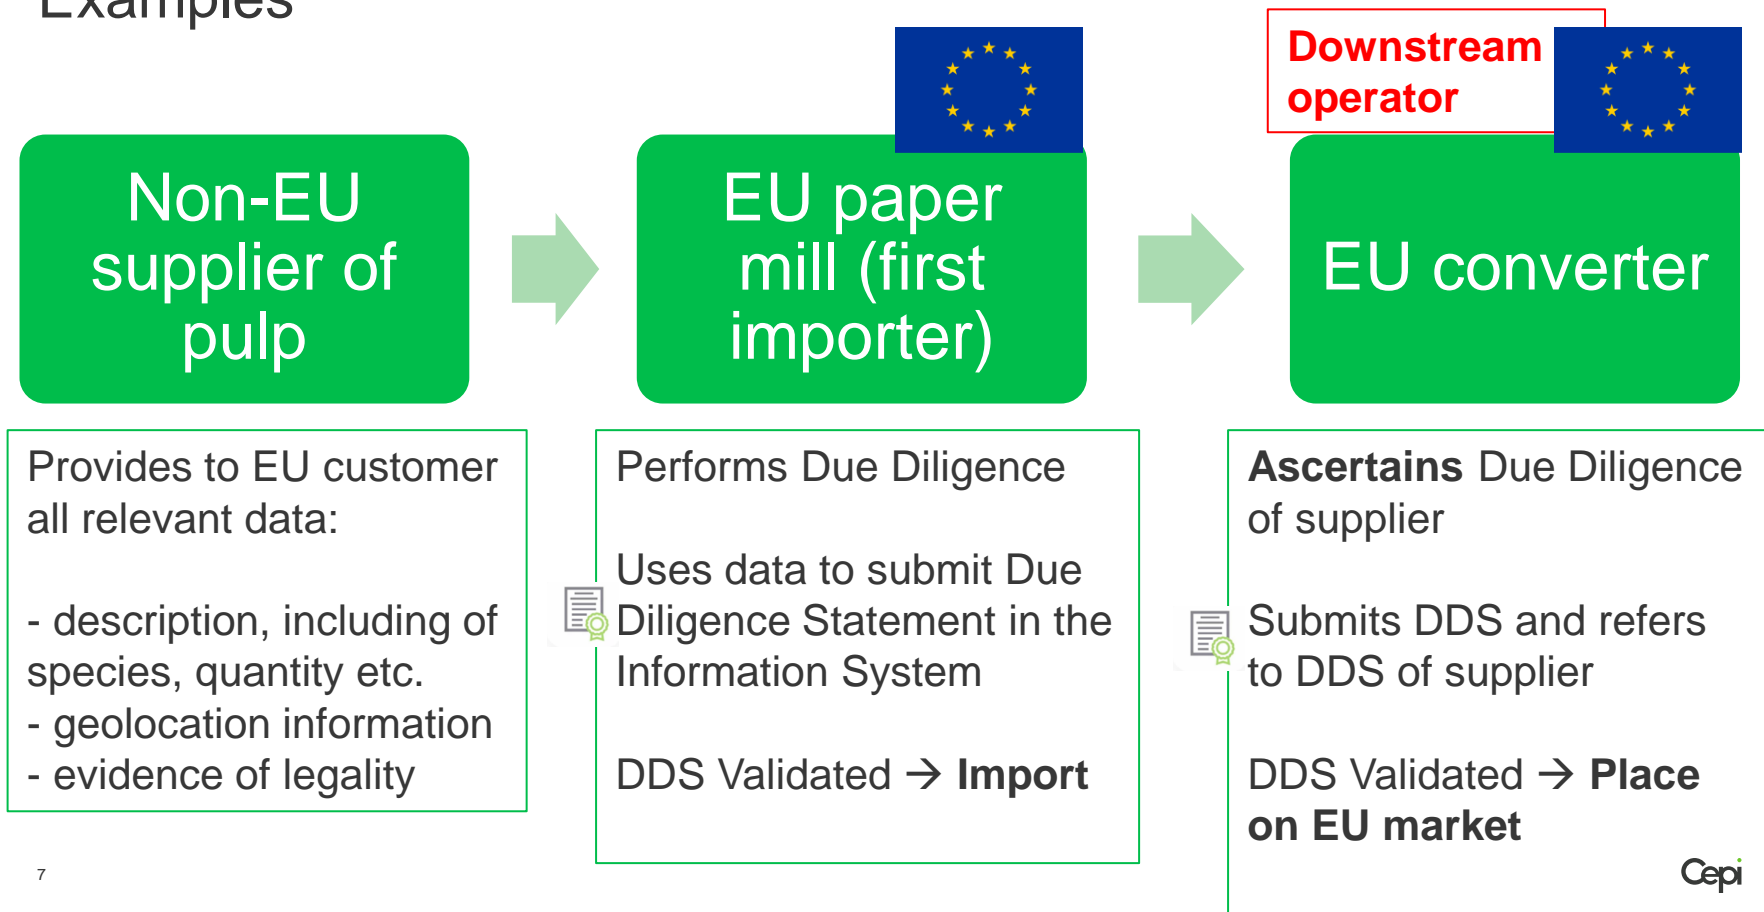 Examples
Downstream
operator
Non-EU
supplier of
pulp
EU paper
mill (first
importer)
EU converter
Provides to EU customer
all relevant data:
- description, including of
species, quantity etc.
- geolocation information
- evidence of legality
Performs Due Diligence
Uses data to submit Due
Diligence Statement in the
Information System
DDS Validated → Import
Ascertains Due Diligence
of supplier
Submits DDS and refers
to DDS of supplier
DDS Validated → Place
on EU market
7
Cepi